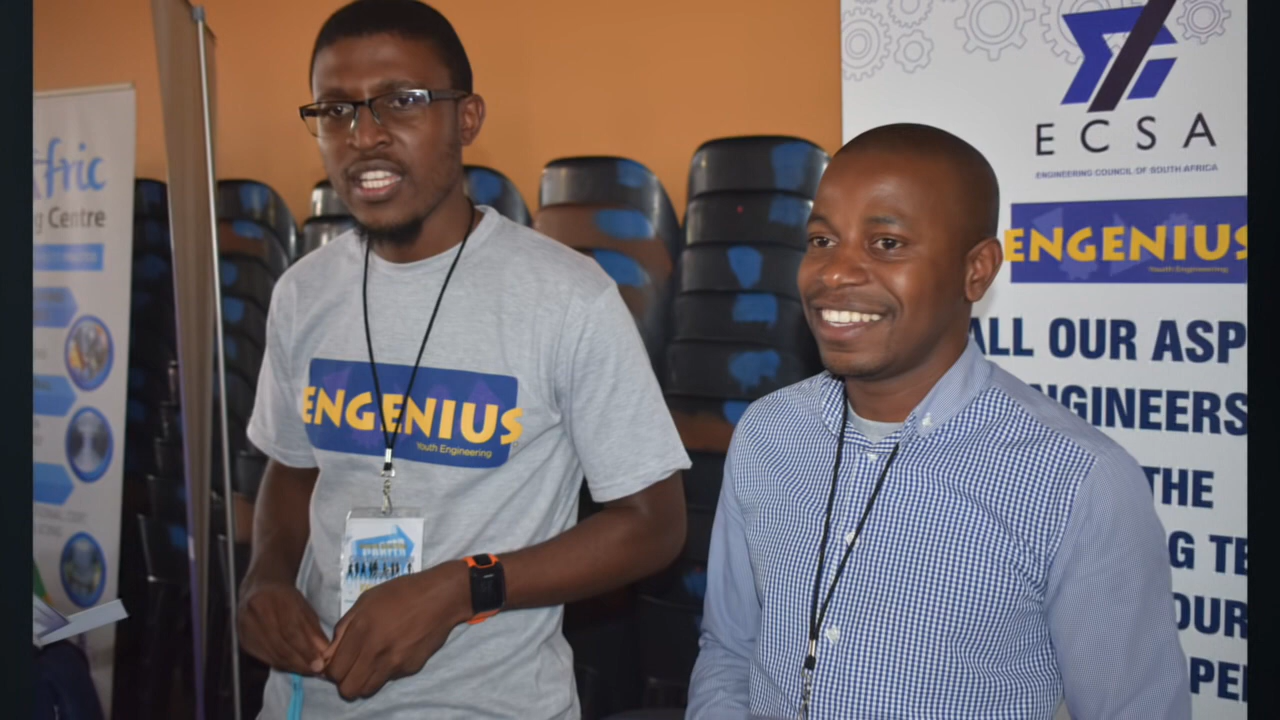 fric
g Centre
ENGENIUS
Youth Engineering
ECSA
ENGINEERING COUNCIL OF SOUTH AFRICA
ENGENIUS
Youth Engineering
ALL OUR ASP
NGINEERS
THE
G TE
OUR
PE